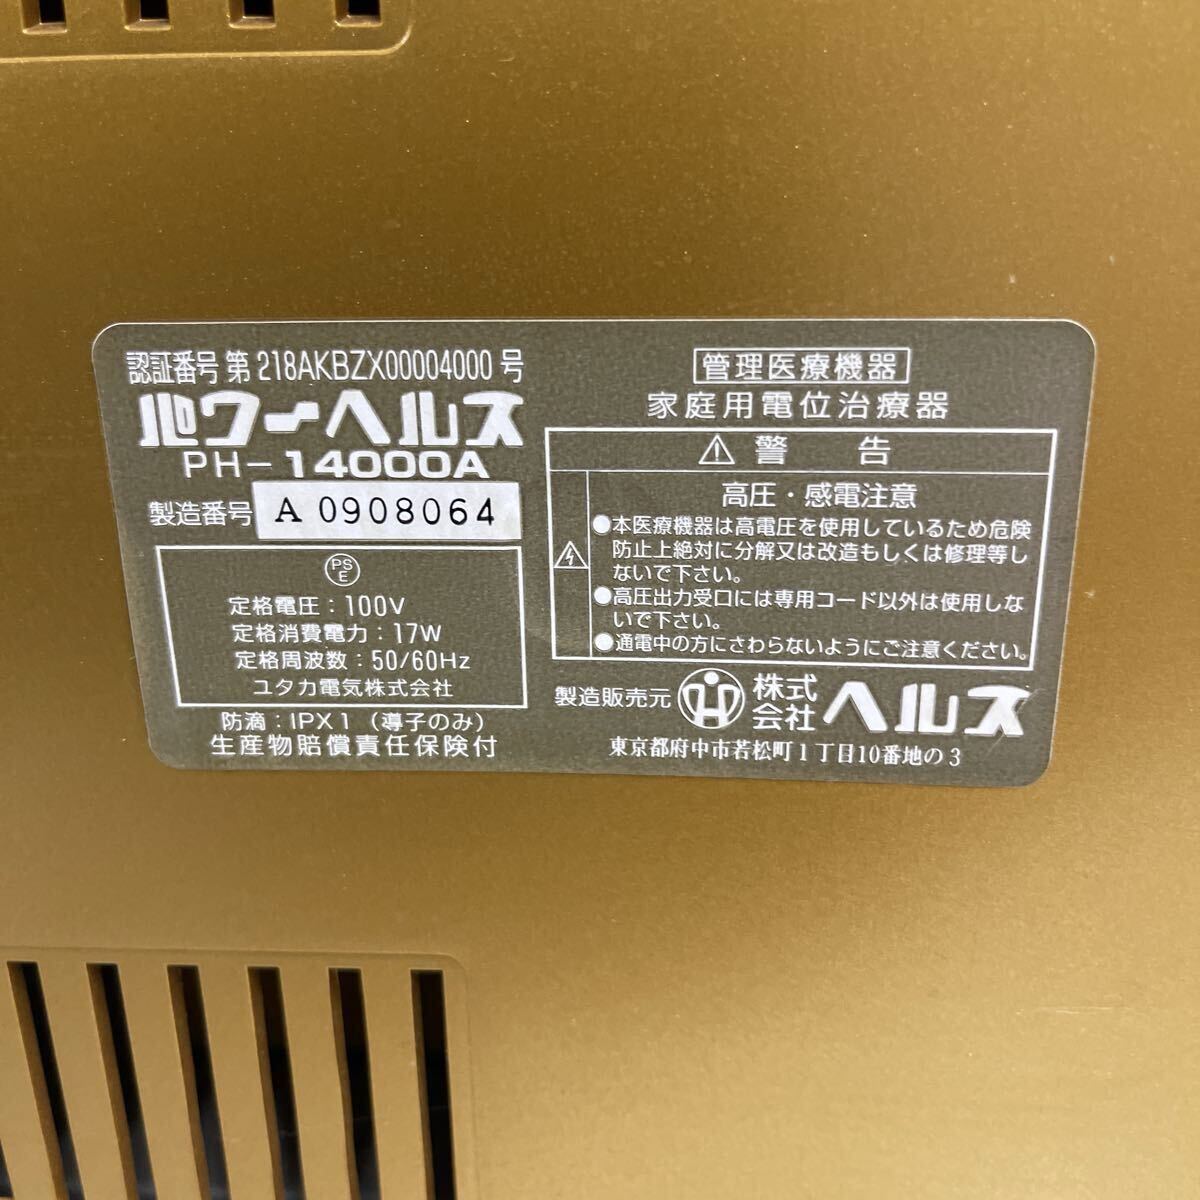 認証番号 第 218AKBZX00004000 号
パワーヘルス
PH-14000A
製造番号 A 0908064
PS
E
定格電圧：100V
定格消費電力：17W
定格周波数：50/60Hz
ユタカ電気株式会社
防滴：IPX1（導子のみ）
生産物賠償責任保険付
管理医療機器
家庭用電位治療器
⚠警 告
高圧・感電注意
●本医療機器は高電圧を使用しているため危険
防止上絶対に分解又は改造もしくは修理等し
ないで下さい。
●高圧出力受口には専用コード以外は使用しな
いで下さい。
●通電中の方にさわらないようにご注意ください。
製造販売元 株式会社 ヘルス
東京都府中市若松町1丁目10番地の3